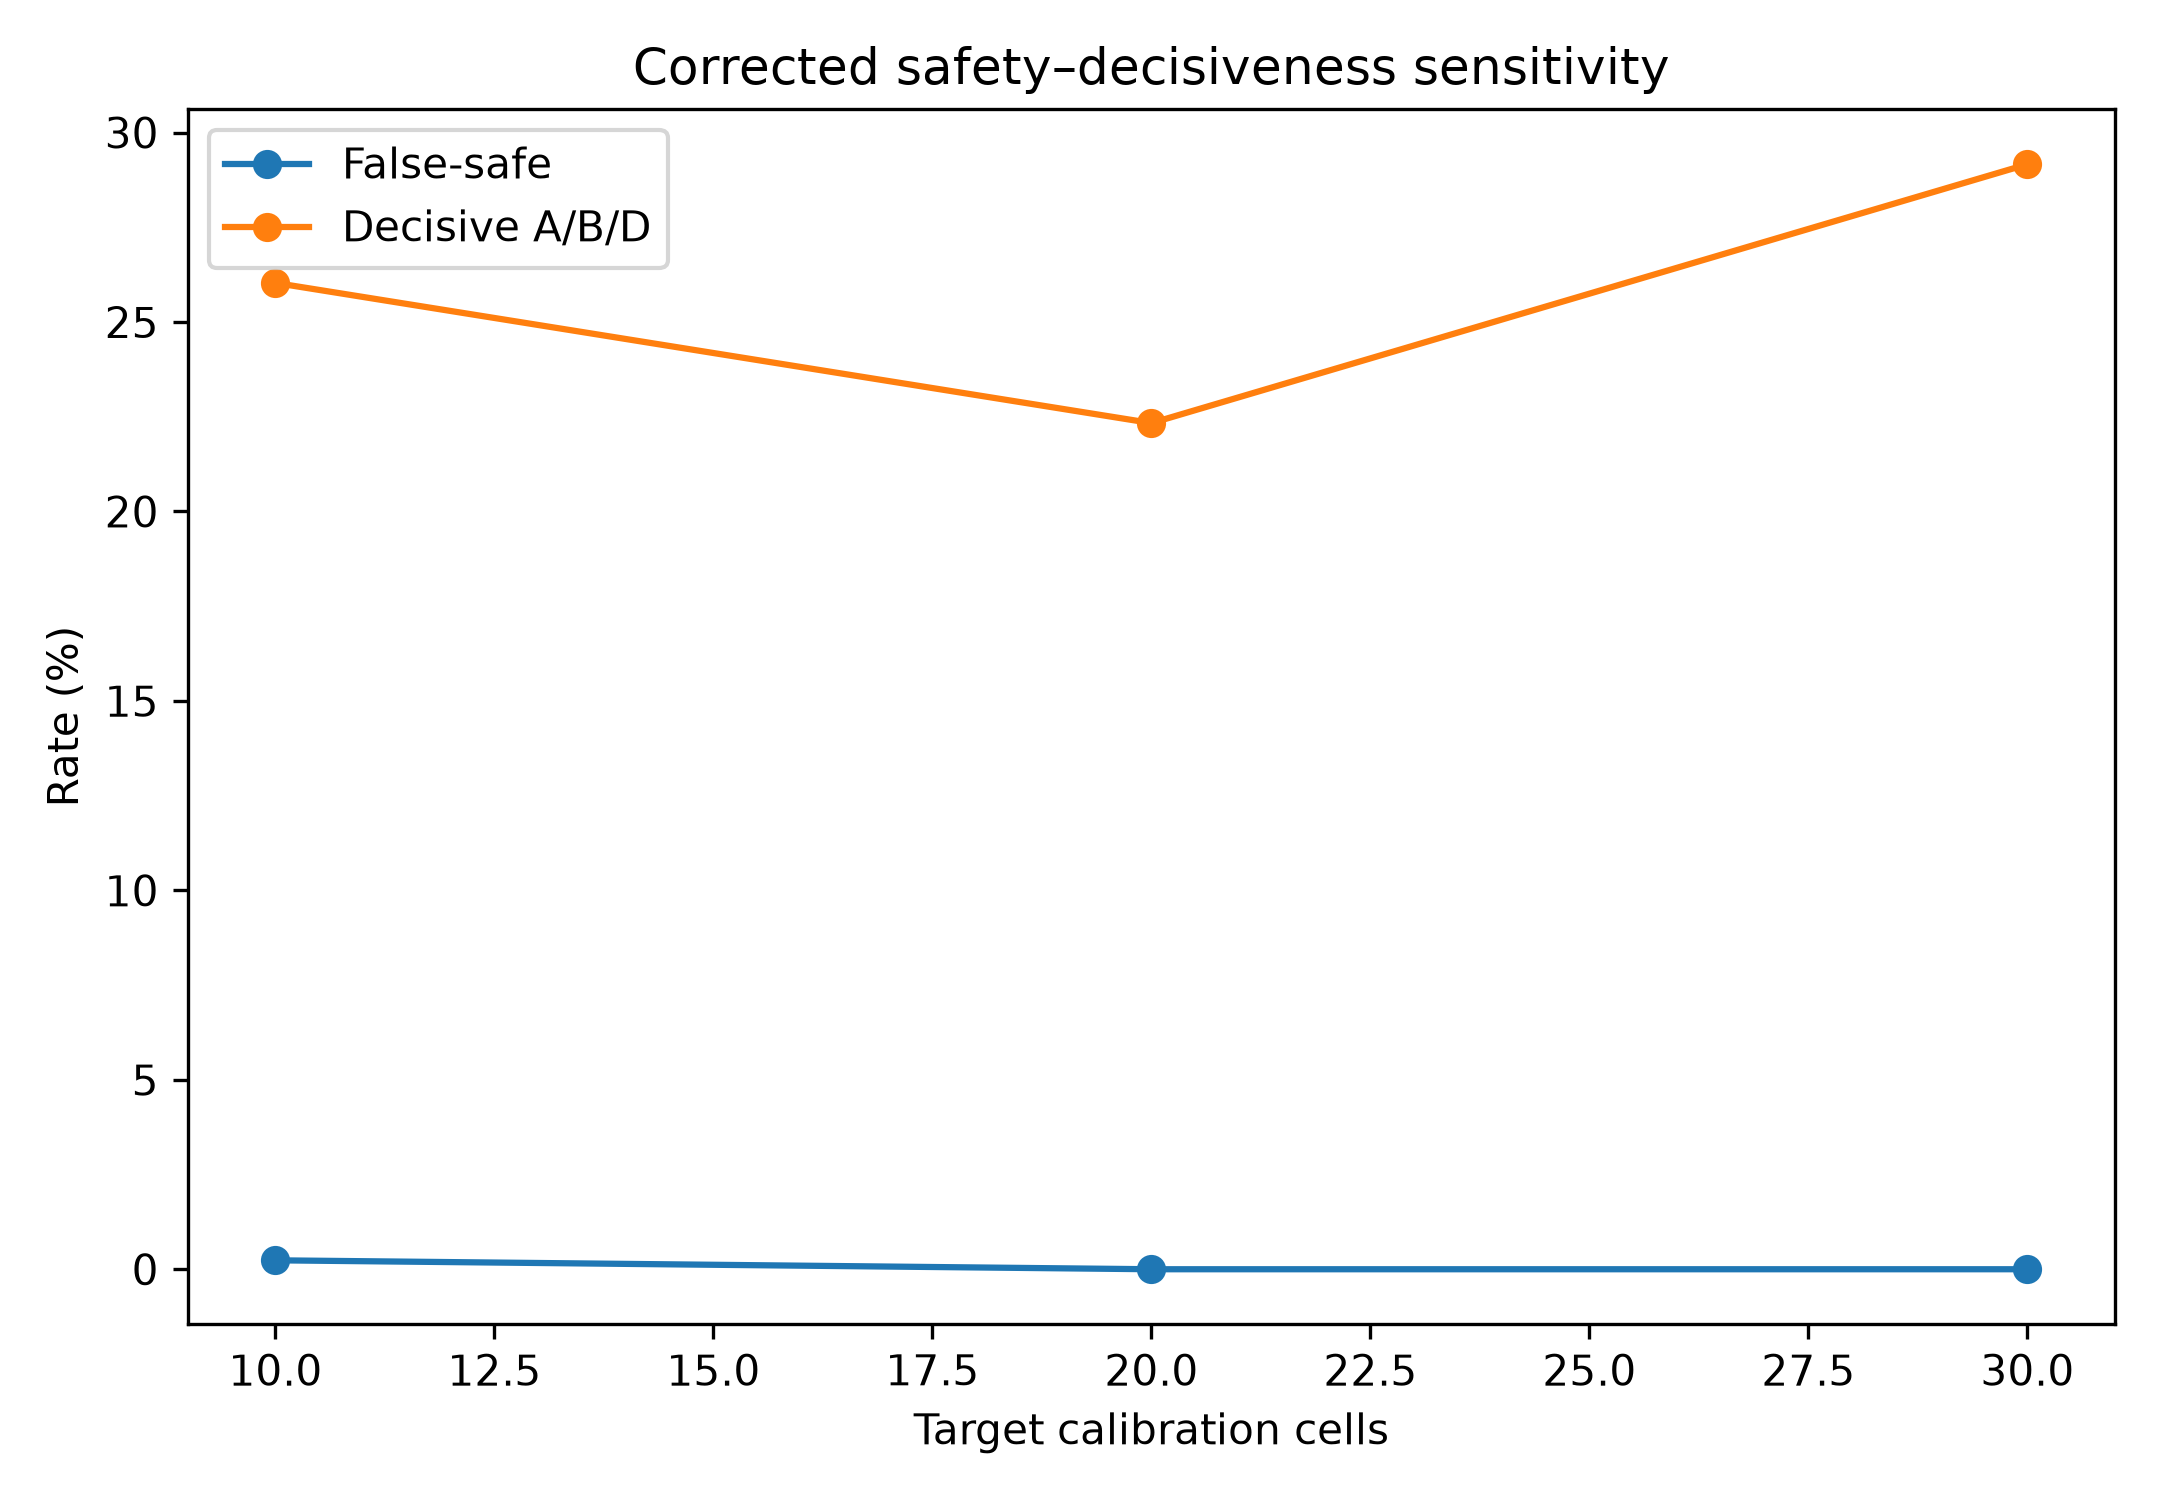 Corrected safety–decisiveness sensitivity
False-safe
Decisive A/B/D
30
25
20
15
10
5
0
Rate (%)
10.0 12.5 15.0 17.5 20.0 22.5 25.0 27.5 30.0
Target calibration cells